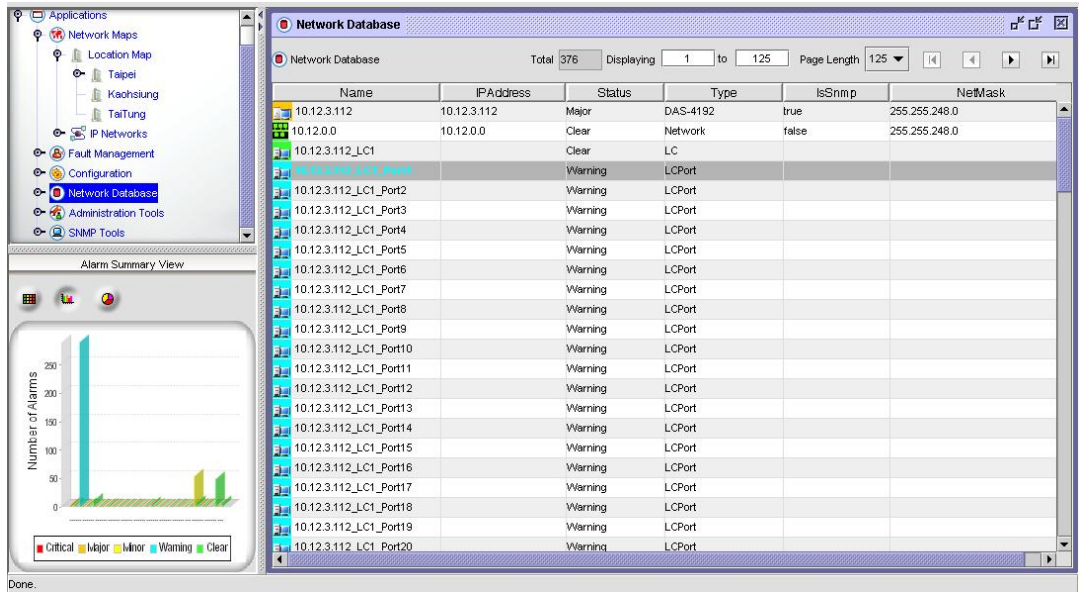 Applications
Network Maps
Location Map
Taipei
Kaohsiung
TaiTung
IP Networks
Fault Management
Configuration
Network Database
Administration Tools
SNMP Tools
Alarm Summary View
Number of Alarms
250
200
150
100
50
0
Critical Major Minor Warning Clear
Network Database
Network Database Total 376 Displaying 1 to 125 Page Length 125
Name IPAddress Status Type IsSnmp NetMask
10.12.3.112 10.12.3.112 Major DAS-4192 true 255.255.248.0
10.12.0.0 10.12.0.0 Clear Network false 255.255.248.0
10.12.3.112_LC1 Clear LC
10.12.3.112_LC1_Port1 Warning LCPort
10.12.3.112_LC1_Port2 Warning LCPort
10.12.3.112_LC1_Port3 Warning LCPort
10.12.3.112_LC1_Port4 Warning LCPort
10.12.3.112_LC1_Port5 Warning LCPort
10.12.3.112_LC1_Port6 Warning LCPort
10.12.3.112_LC1_Port7 Warning LCPort
10.12.3.112_LC1_Port8 Warning LCPort
10.12.3.112_LC1_Port9 Warning LCPort
10.12.3.112_LC1_Port10 Warning LCPort
10.12.3.112_LC1_Port11 Warning LCPort
10.12.3.112_LC1_Port12 Warning LCPort
10.12.3.112_LC1_Port13 Warning LCPort
10.12.3.112_LC1_Port14 Warning LCPort
10.12.3.112_LC1_Port15 Warning LCPort
10.12.3.112_LC1_Port16 Warning LCPort
10.12.3.112_LC1_Port17 Warning LCPort
10.12.3.112_LC1_Port18 Warning LCPort
10.12.3.112_LC1_Port19 Warning LCPort
10.12.3.112_LC1_Port20 Warning LCPort
Done.